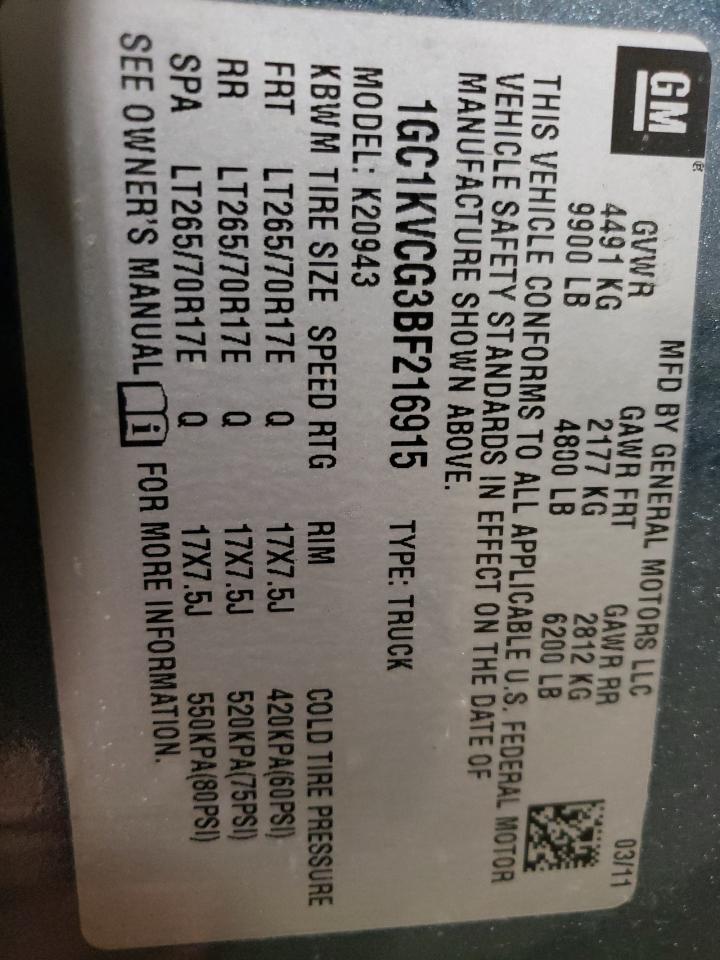 GM®
MFD BY GENERAL MOTORS LLC 03/11
GVWR GAWR FRT GAWR RR
4491 KG 2177 KG 2812 KG
9900 LB 4800 LB 6200 LB
THIS VEHICLE CONFORMS TO ALL APPLICABLE U.S. FEDERAL MOTOR
VEHICLE SAFETY STANDARDS IN EFFECT ON THE DATE OF
MANUFACTURE SHOWN ABOVE.
1GC1KVCG3BF216915 TYPE: TRUCK
MODEL: K20943
KBWM TIRE SIZE SPEED RTG RIM COLD TIRE PRESSURE
FRT LT265/70R17E Q 17X7.5J 420KPA(60PSI)
RR LT265/70R17E Q 17X7.5J 520KPA(75PSI)
SPA LT265/70R17E Q 17X7.5J 550KPA(80PSI)
SEE OWNER'S MANUAL i FOR MORE INFORMATION.